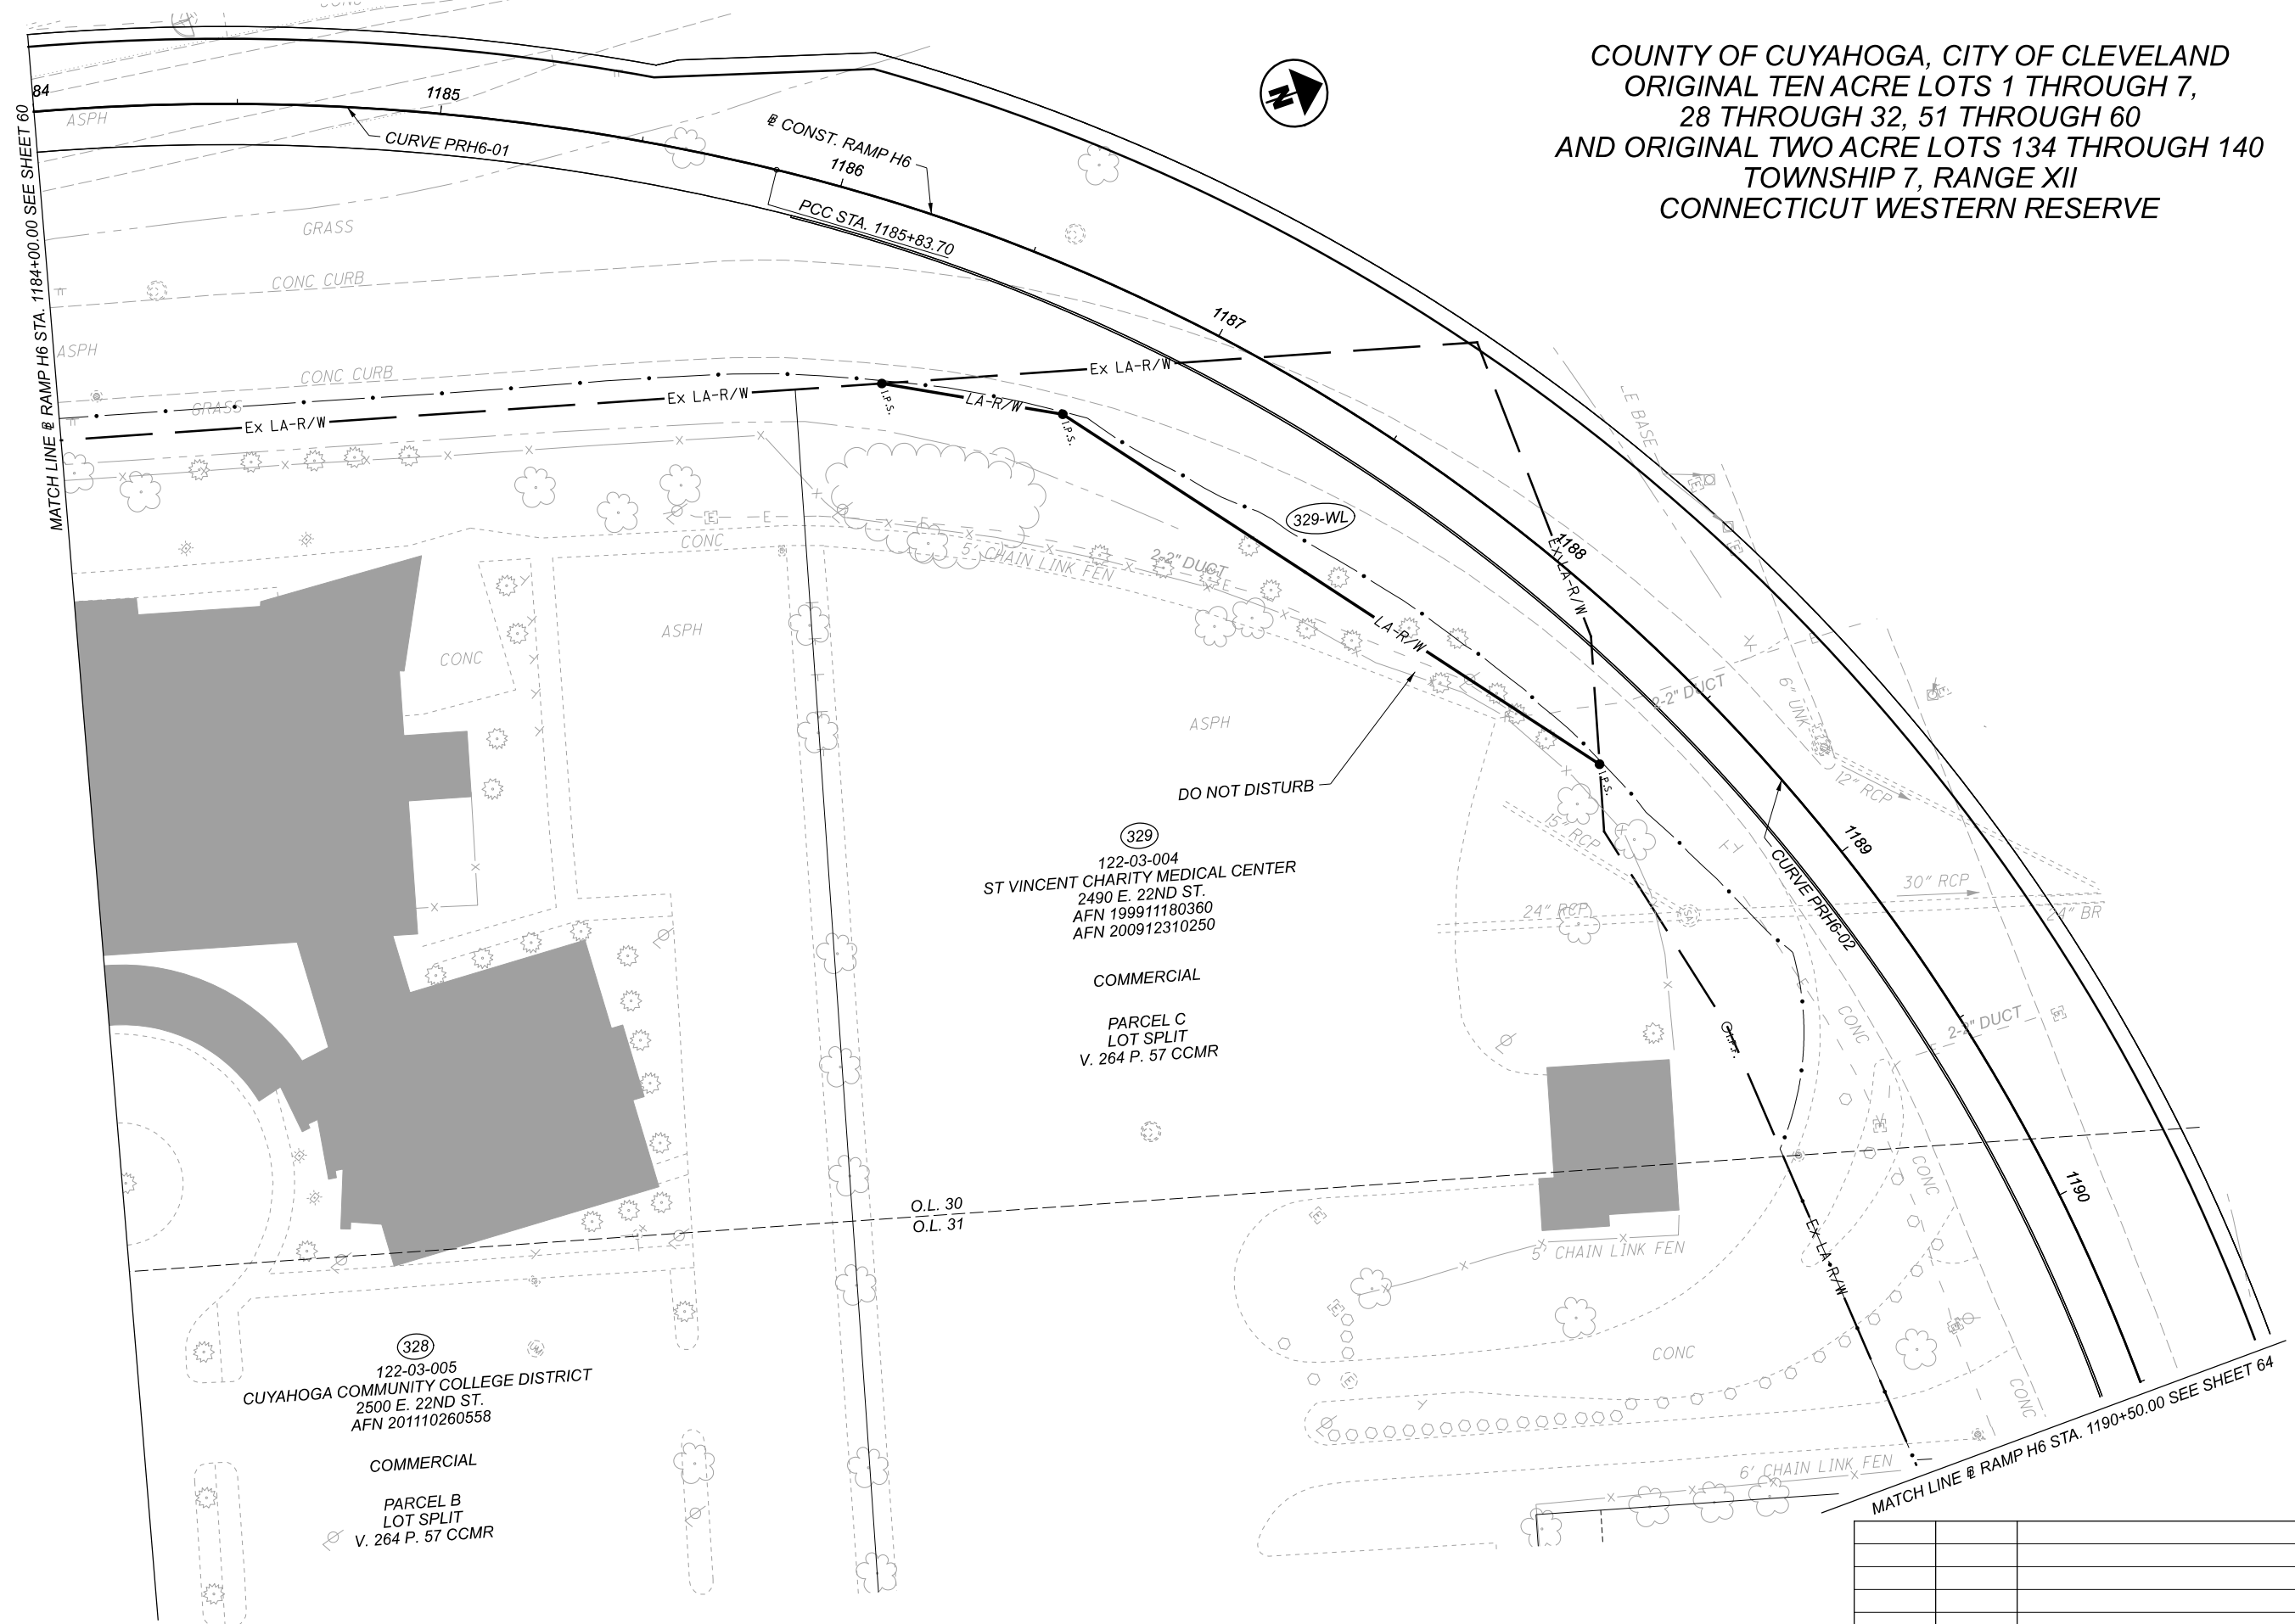 COUNTY OF CUYAHOGA, CITY OF CLEVELAND
ORIGINAL TEN ACRE LOTS 1 THROUGH 7,
28 THROUGH 32, 51 THROUGH 60
AND ORIGINAL TWO ACRE LOTS 134 THROUGH 140
TOWNSHIP 7, RANGE XII
CONNECTICUT WESTERN RESERVE
N
84
1185
CURVE PRH6-01
℄ CONST. RAMP H6
1186
PCC STA. 1185+83.70
1187
1188
1189
1190
CURVE PRH6-02
MATCH LINE ℄ RAMP H6 STA. 1184+00.00 SEE SHEET 60
MATCH LINE ℄ RAMP H6 STA. 1190+50.00 SEE SHEET 64
ASPH
GRASS
CONC CURB
ASPH
CONC CURB
GRASS
Ex LA-R/W
Ex LA-R/W
Ex LA-R/W
I.P.S.
LA-R/W
I.P.S.
329-WL
Ex LA-R/W
LE BASE
CONC
5' CHAIN LINK FEN
2-2" DUCT
ASPH
CONC
LA-R/W
2-2" DUCT
6" UNK
ASPH
DO NOT DISTURB
I.P.S.
12" RCP
15" RCP
30" RCP
24" RCP
24" BR
329
122-03-004
ST VINCENT CHARITY MEDICAL CENTER
2490 E. 22ND ST.
AFN 199911180360
AFN 200912310250
COMMERCIAL
PARCEL C
LOT SPLIT
V. 264 P. 57 CCMR
I.P.F.
2-2" DUCT
CONC
CONC
O.L. 30
O.L. 31
5' CHAIN LINK FEN
Ex LA-R/W
328
122-03-005
CUYAHOGA COMMUNITY COLLEGE DISTRICT
2500 E. 22ND ST.
AFN 201110260558
COMMERCIAL
PARCEL B
LOT SPLIT
V. 264 P. 57 CCMR
CONC
CONC
6' CHAIN LINK FEN